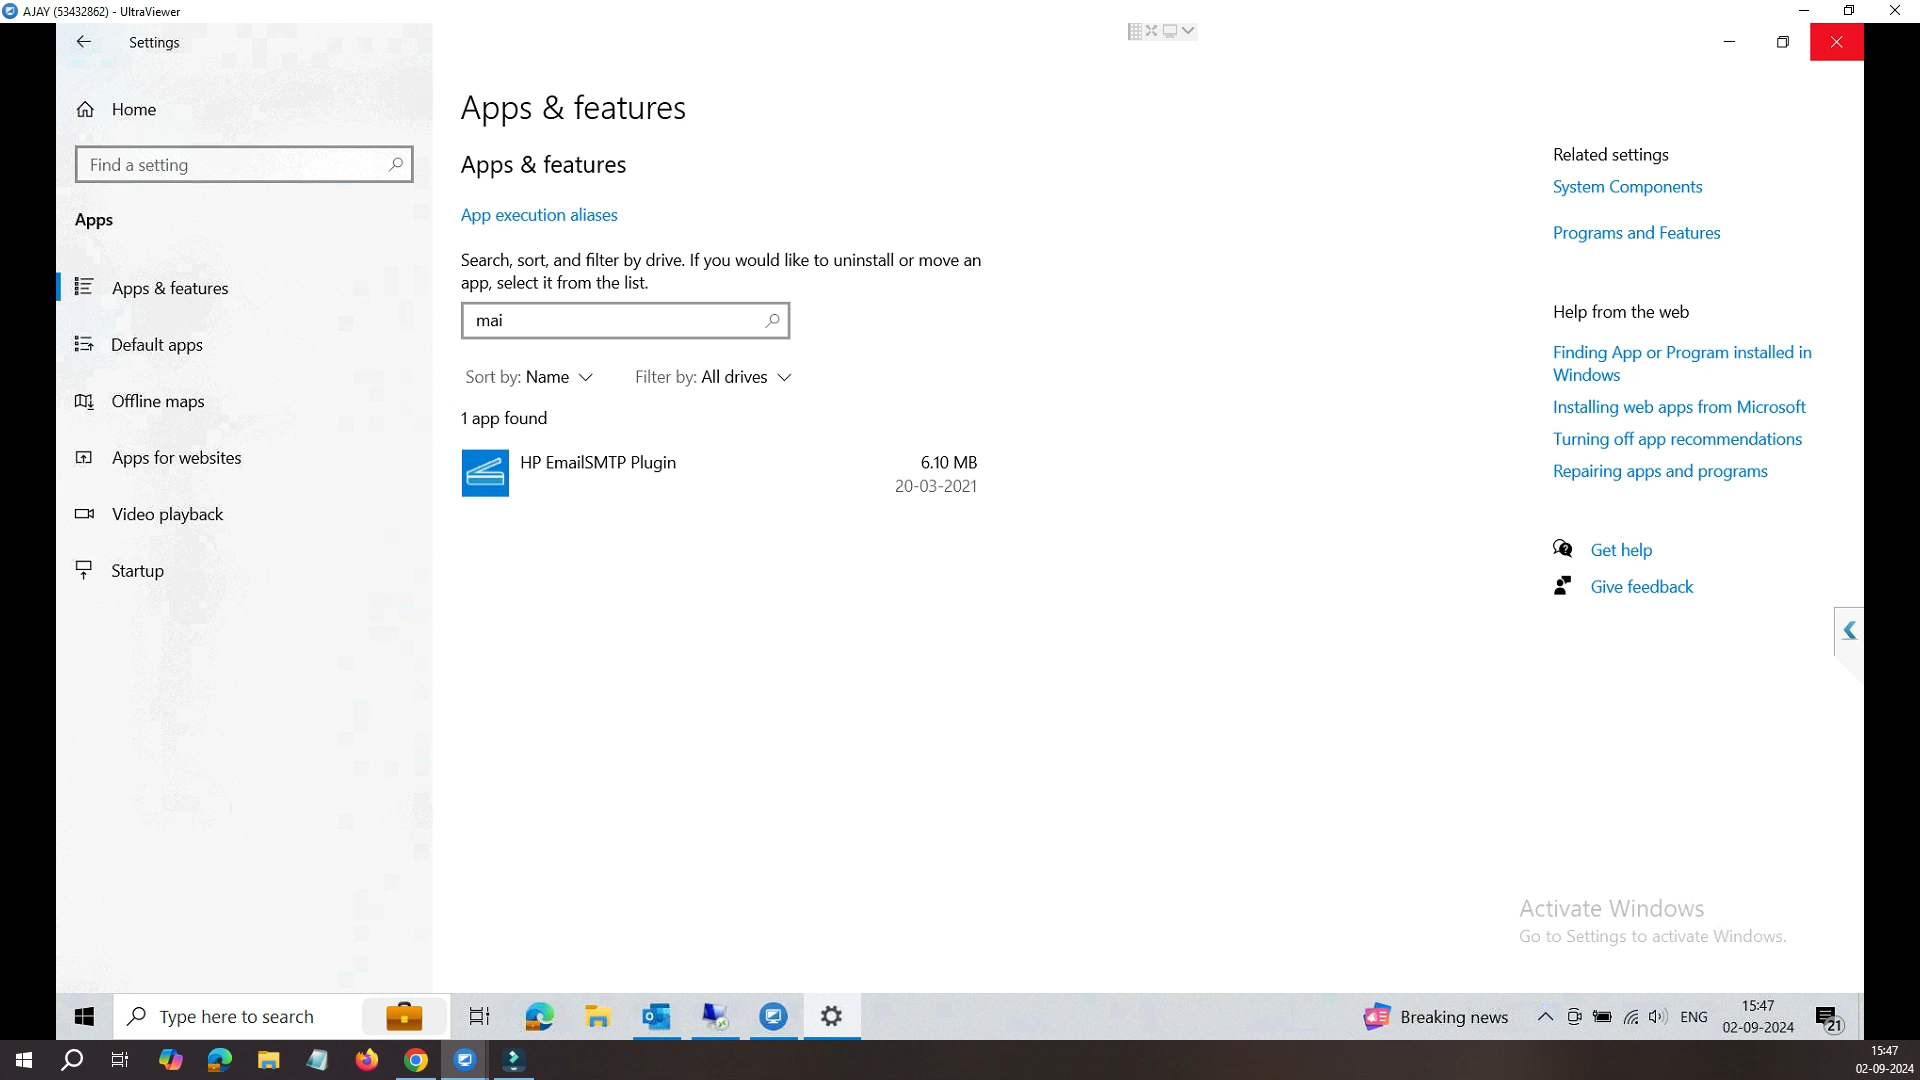 AJAY (53432862) - UltraViewer
Settings
Home
Find a setting
Apps
Apps & features
Default apps
Offline maps
Apps for websites
Video playback
Startup
Apps & features
Apps & features
App execution aliases
Search, sort, and filter by drive. If you would like to uninstall or move an
app, select it from the list.
mai
Sort by: Name
Filter by: All drives
1 app found
HP EmailSMTP Plugin
6.10 MB
20-03-2021
Related settings
System Components
Programs and Features
Help from the web
Finding App or Program installed in
Windows
Installing web apps from Microsoft
Turning off app recommendations
Repairing apps and programs
Get help
Give feedback
Activate Windows
Go to Settings to activate Windows.
Type here to search
Breaking news
ENG
15:47
02-09-2024
21
15:47
02-09-2024